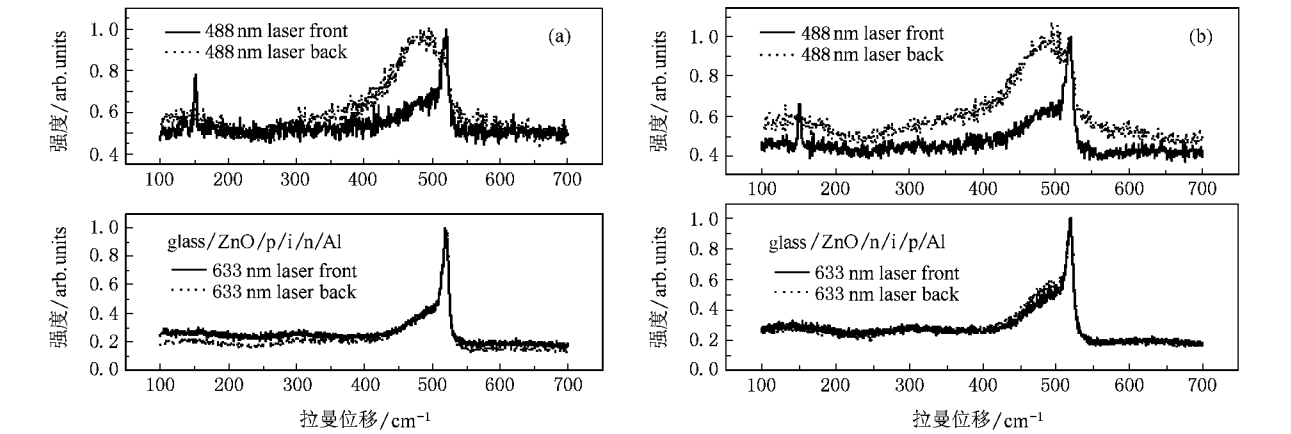 强度/arb.units
1.0
0.8
0.6
0.4
488 nm laser front
488 nm laser back
(a)
100 200 300 400 500 600 700
强度/arb.units
1.0
0.8
0.6
0.4
0.2
0.0
glass/ZnO/p/i/n/Al
633 nm laser front
633 nm laser back
100 200 300 400 500 600 700
拉曼位移/cm⁻¹
强度/arb.units
1.0
0.8
0.6
0.4
488 nm laser front
488 nm laser back
(b)
100 200 300 400 500 600 700
强度/arb.units
1.0
0.8
0.6
0.4
0.2
0.0
glass/ZnO/n/i/p/Al
633 nm laser front
633 nm laser back
100 200 300 400 500 600 700
拉曼位移/cm⁻¹